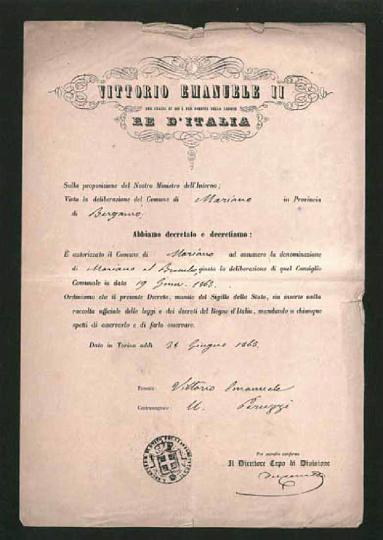 VITTORIO EMANUELE II
PER GRAZIA DI DIO E PER VOLONTÀ DELLA NAZIONE
RE D'ITALIA
Sulla proposizione del Nostro Ministro dell'Interno;
Vista la deliberazione del Comune di Mariano in Provincia
di Bergamo,
Abbiamo decretato e decretiamo:
È autorizzato il Comune di Mariano ad assumere la denominazione
di Mariano al Brembo giusta la deliberazione di quel Consiglio
Comunale in data 19 1863.
Ordiniamo che il presente Decreto, munito del Sigillo dello Stato, sia inserto nella
raccolta ufficiale delle leggi e dei decreti del Regno d'Italia, mandando a chiunque
spetti di osservarlo e di farlo osservare.
Dato in Torino addì Giugno 1863.
Firmato Vittorio Emanuele
Contrassegnato U. Peruzzi
Per estratto conforme
Il Direttore Capo di Divisione